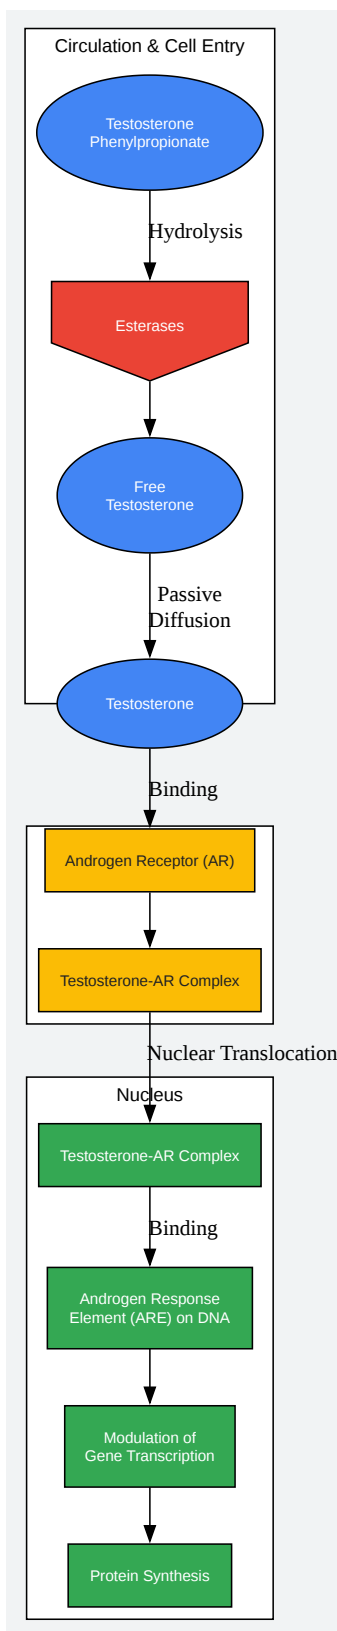 Circulation & Cell Entry
Testosterone
Phenylpropionate
Hydrolysis
Esterases
Free
Testosterone
Passive
Diffusion
Testosterone
Binding
Androgen Receptor (AR)
Testosterone-AR Complex
Nuclear Translocation
Nucleus
Testosterone-AR Complex
Binding
Androgen Response
Element (ARE) on DNA
Modulation of
Gene Transcription
Protein Synthesis